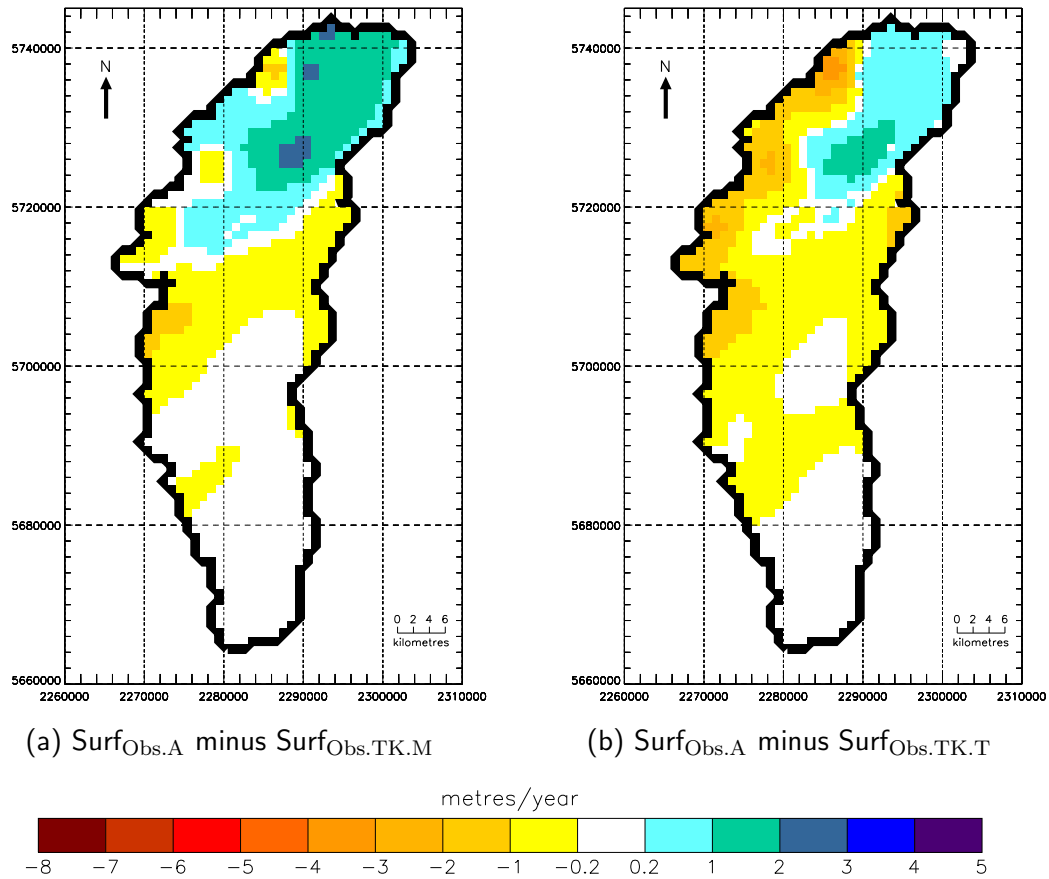 5740000
5720000
5700000
5680000
5660000
2260000 2270000 2280000 2290000 2300000 2310000
N
0 2 4 6
kilometres
(a) Surf_Obs.A minus Surf_Obs.TK.M
5740000
5720000
5700000
5680000
5660000
2260000 2270000 2280000 2290000 2300000 2310000
N
0 2 4 6
kilometres
(b) Surf_Obs.A minus Surf_Obs.TK.T
metres/year
−8 −7 −6 −5 −4 −3 −2 −1 −0.2 0.2 1 2 3 4 5